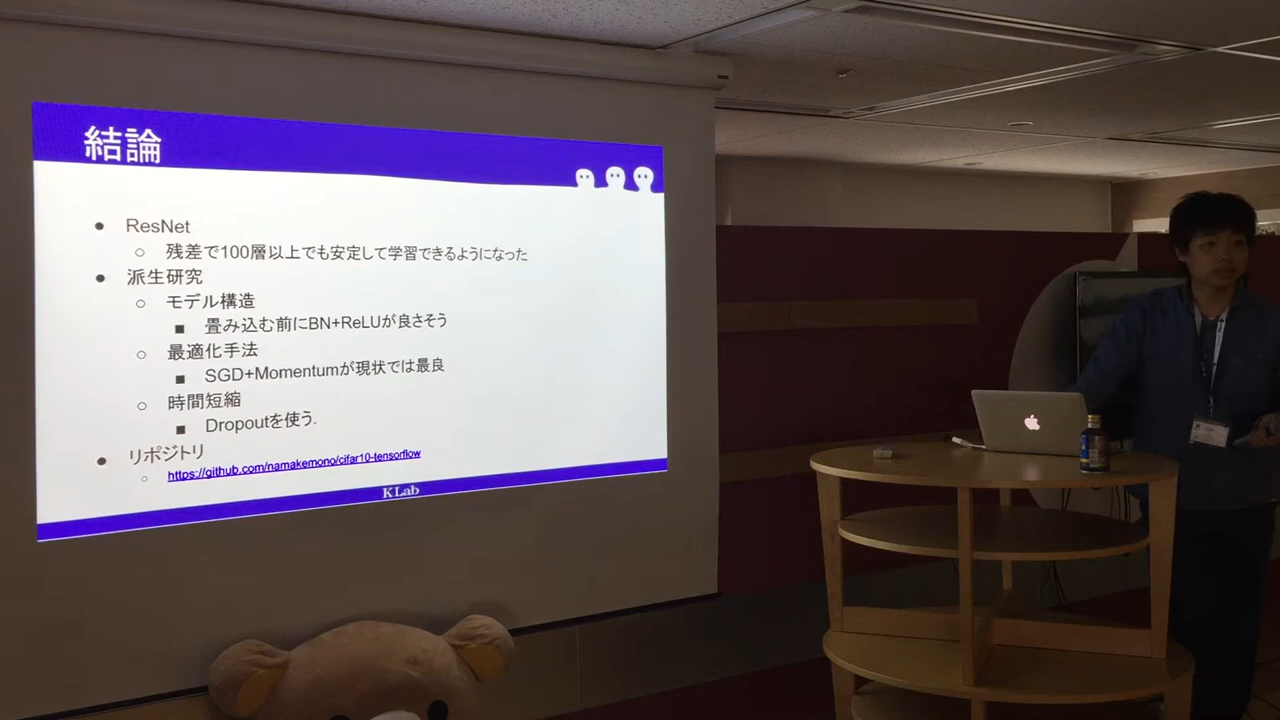 結論
ResNet
残差で100層以上でも安定して学習できるようになった
派生研究
モデル構造
畳み込む前にBN+ReLUが良さそう
最適化手法
SGD+Momentumが現状では最良
時間短縮
Dropoutを使う.
リポジトリ
https://github.com/namakemono/cifar10-tensorflow
KLab